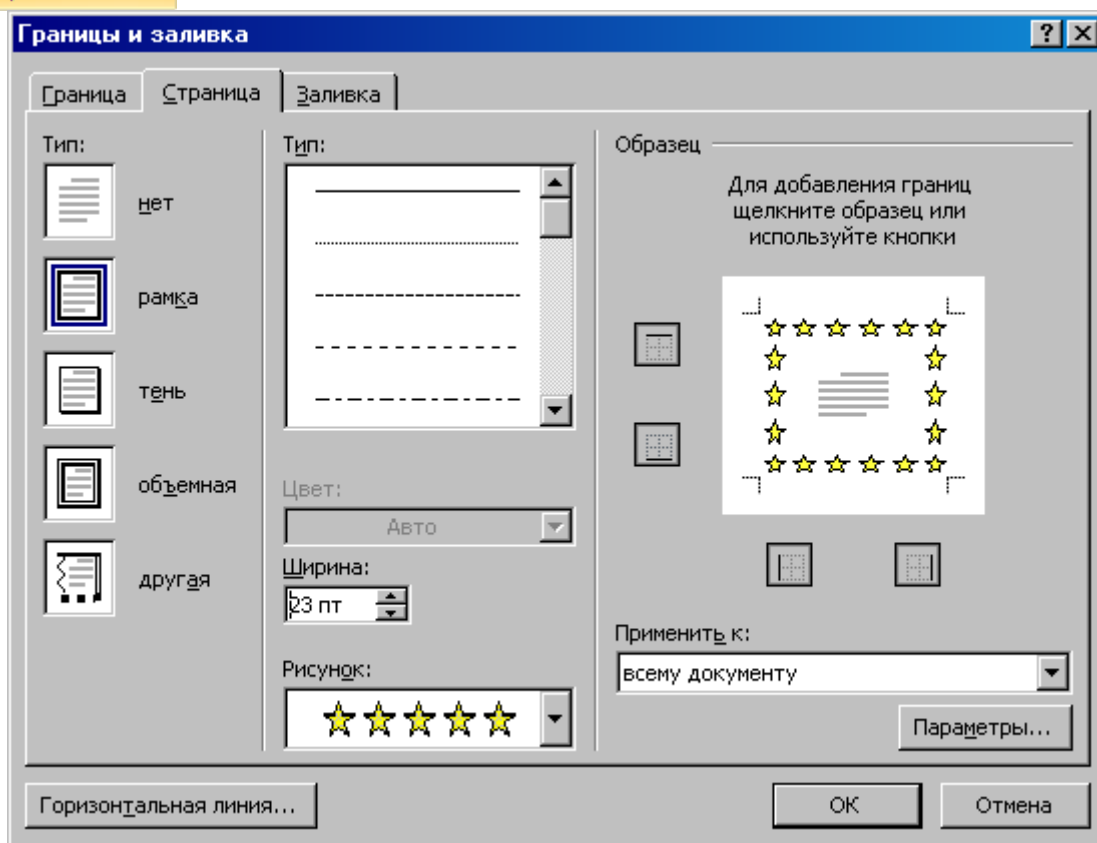 Границы и заливка
Граница
Страница
Заливка
Тип:
нет
рамка
тень
объемная
другая
Тип:
Цвет:
Авто
Ширина:
23 пт
Рисунок:
Образец
Для добавления границ
щелкните образец или
используйте кнопки
Применить к:
всему документу
Параметры...
Горизонтальная линия...
ОК
Отмена